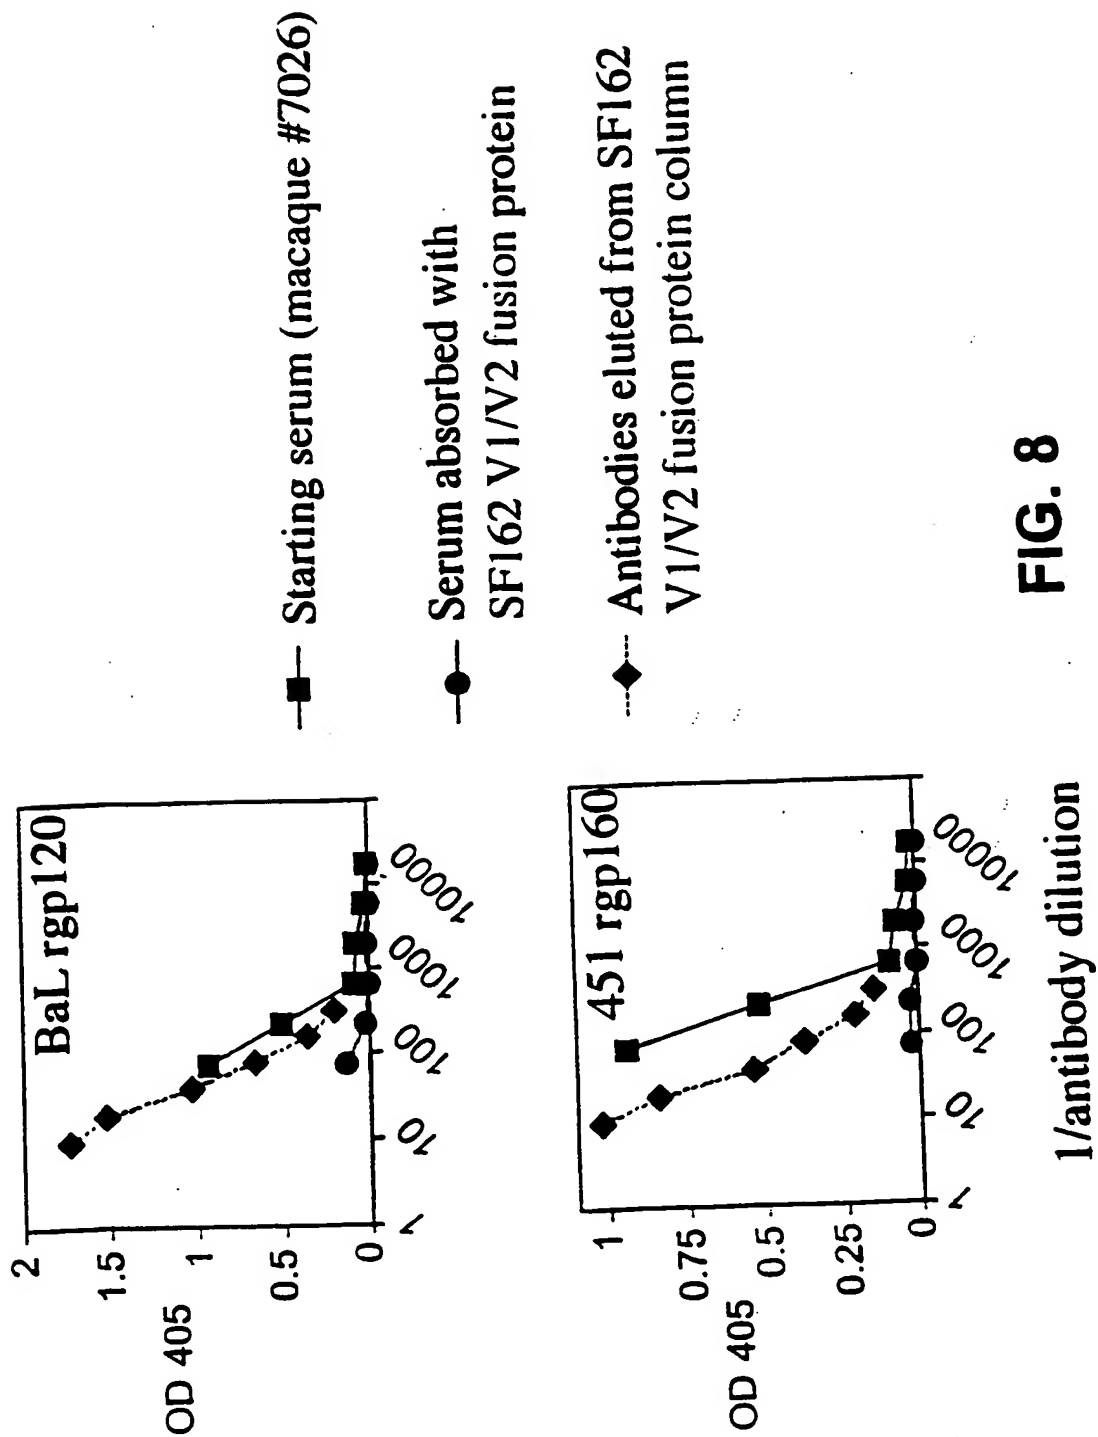 BaL rgp120
OD 405
2
1.5
1
0.5
0
1
10
100
1000
10000
451 rgp160
OD 405
1
0.75
0.5
0.25
0
1
10
100
1000
10000
1/antibody dilution
Starting serum (macaque #7026)
Serum absorbed with
SF162 V1/V2 fusion protein
Antibodies eluted from SF162
V1/V2 fusion protein column
FIG. 8